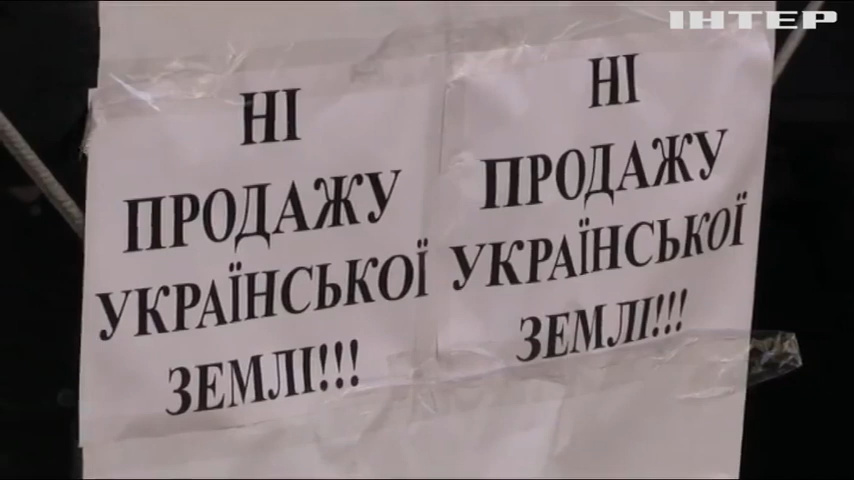 ІНТЕР
НІ
ПРОДАЖУ
УКРАЇНСЬКОЇ
ЗЕМЛІ!!!
НІ
ПРОДАЖУ
УКРАЇНСЬКОЇ
ЗЕМЛІ!!!